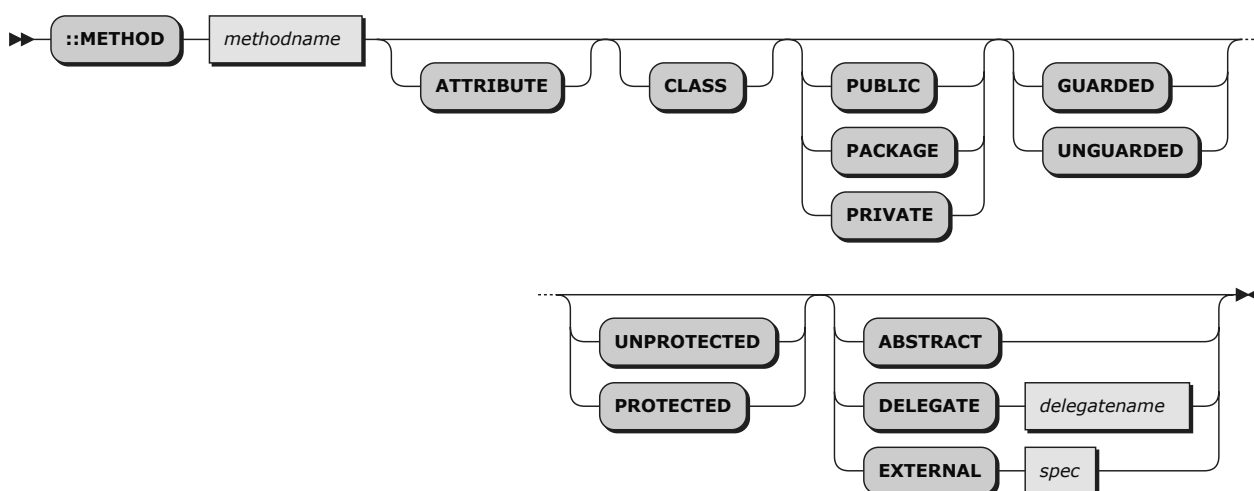 ::METHOD methodname
ATTRIBUTE CLASS PUBLIC GUARDED
PACKAGE UNGUARDED
PRIVATE
UNPROTECTED ABSTRACT
PROTECTED DELEGATE delegatename
EXTERNAL spec